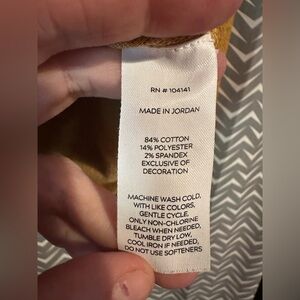 RN # 104141
MADE IN JORDAN
84% COTTON
14% POLYESTER
2% SPANDEX
EXCLUSIVE OF
DECORATION
MACHINE WASH COLD,
WITH LIKE COLORS,
GENTLE CYCLE,
ONLY NON-CHLORINE
BLEACH WHEN NEEDED,
TUMBLE DRY LOW,
COOL IRON IF NEEDED,
DO NOT USE SOFTENERS